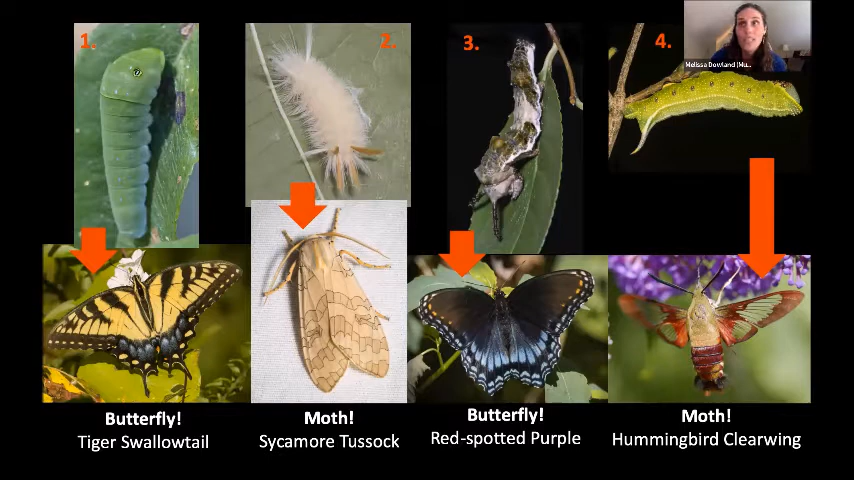 1.
2.
3.
4.
Melissa Dowland (Mu...
Butterfly!
Tiger Swallowtail
Moth!
Sycamore Tussock
Butterfly!
Red-spotted Purple
Moth!
Hummingbird Clearwing